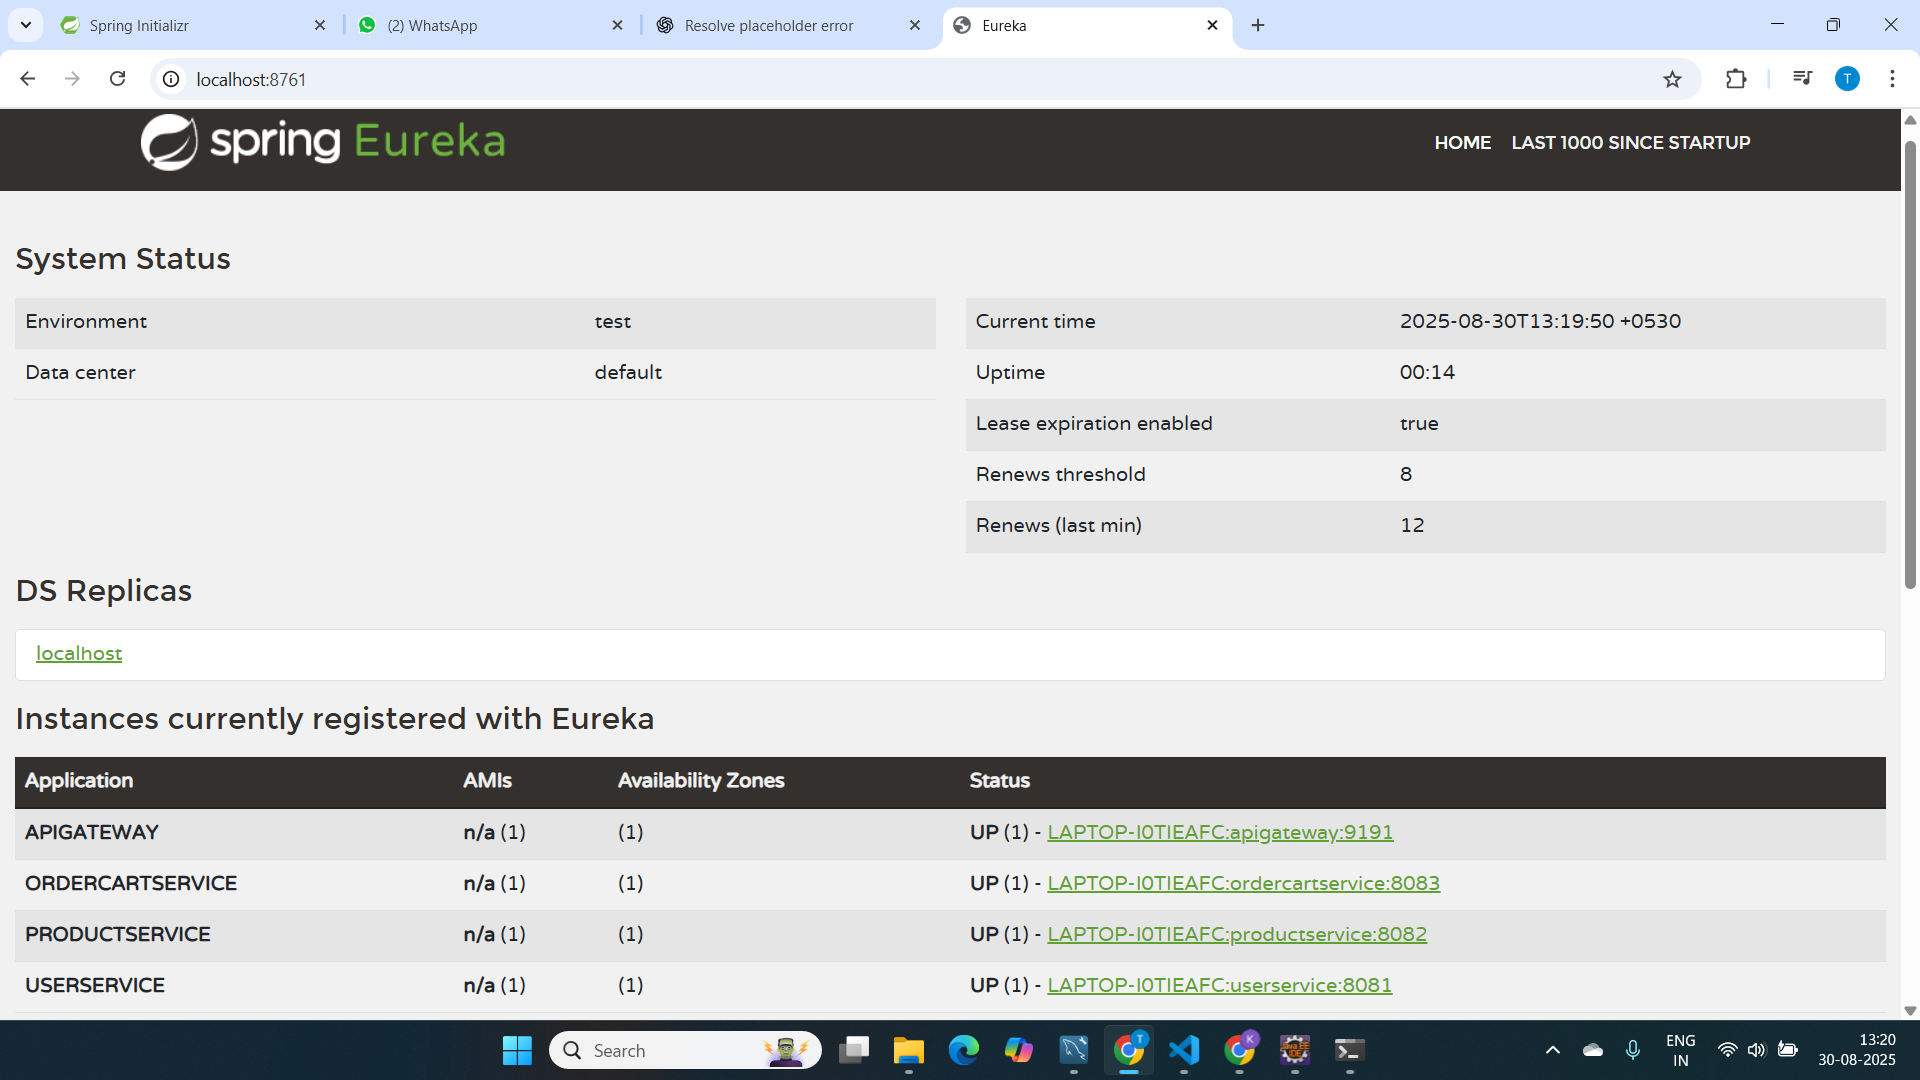 Spring Initializr
(2) WhatsApp
Resolve placeholder error
Eureka
localhost:8761
T
spring Eureka
HOME LAST 1000 SINCE STARTUP
System Status
Environment test
Data center default
Current time 2025-08-30T13:19:50 +0530
Uptime 00:14
Lease expiration enabled true
Renews threshold 8
Renews (last min) 12
DS Replicas
localhost
Instances currently registered with Eureka
Application AMIs Availability Zones Status
APIGATEWAY n/a (1) (1) UP (1) - LAPTOP-I0TIEAFC:apigateway:9191
ORDERCARTSERVICE n/a (1) (1) UP (1) - LAPTOP-I0TIEAFC:ordercartservice:8083
PRODUCTSERVICE n/a (1) (1) UP (1) - LAPTOP-I0TIEAFC:productservice:8082
USERSERVICE n/a (1) (1) UP (1) - LAPTOP-I0TIEAFC:userservice:8081
Search
T
K
Java EE
IDE
ENG
IN
13:20
30-08-2025